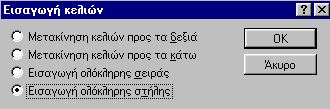 Εισαγωγή κελιών
Μετακίνηση κελιών προς τα δεξιά
Μετακίνηση κελιών προς τα κάτω
Εισαγωγή ολόκληρης σειράς
Εισαγωγή ολόκληρης στήλης
OK
Άκυρο